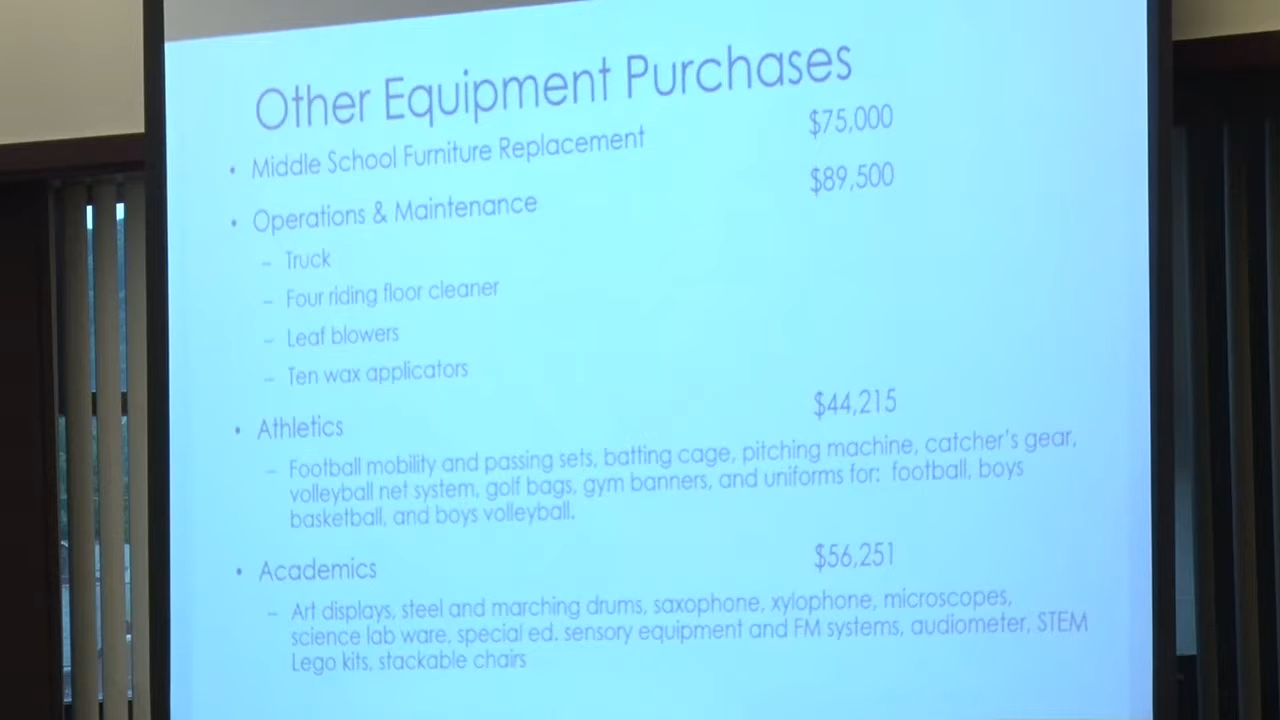 Other Equipment Purchases
• Middle School Furniture Replacement $75,000
• Operations & Maintenance $89,500
– Truck
– Four riding floor cleaner
– Leaf blowers
– Ten wax applicators
• Athletics $44,215
– Football mobility and passing sets, batting cage, pitching machine, catcher's gear,
volleyball net system, golf bags, gym banners, and uniforms for: football, boys
basketball, and boys volleyball.
• Academics $56,251
– Art displays, steel and marching drums, saxophone, xylophone, microscopes,
science lab ware, special ed. sensory equipment and FM systems, audiometer, STEM
Lego kits, stackable chairs